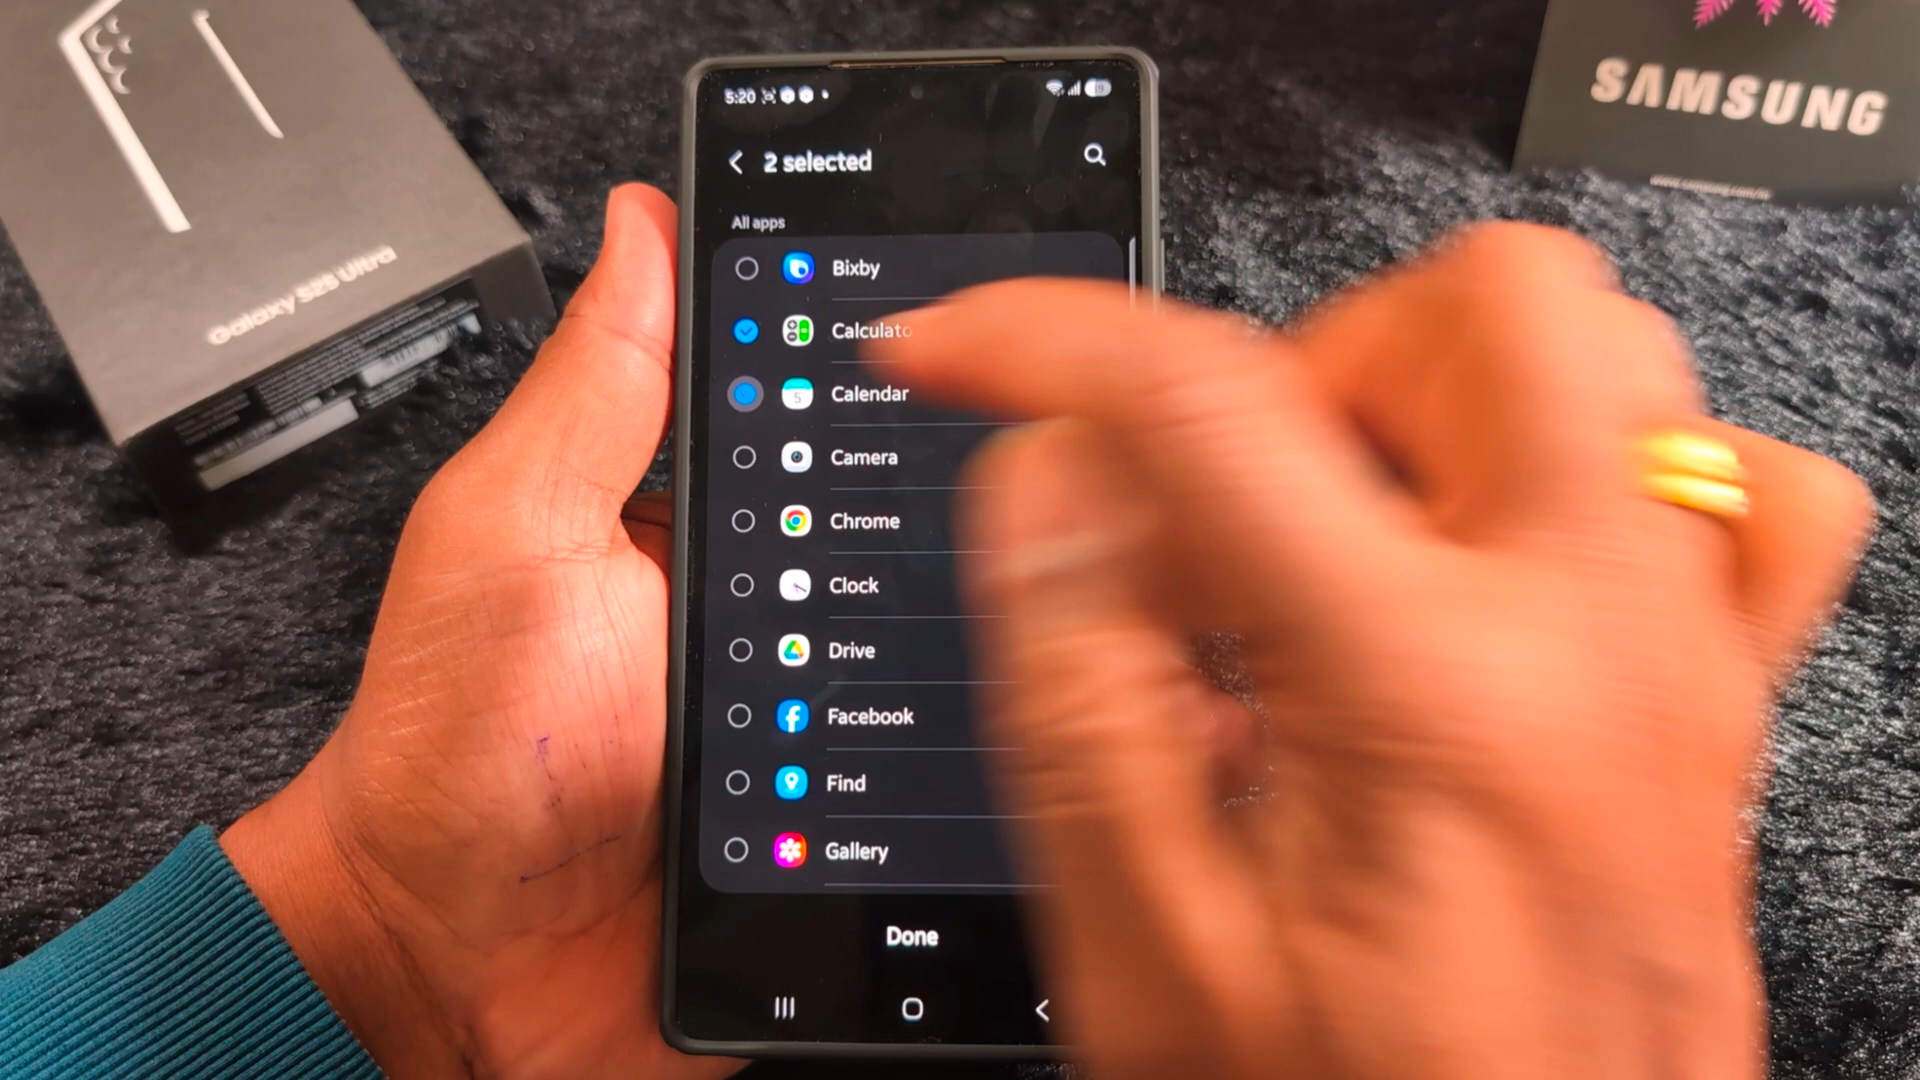 5:20
2 selected
All apps
Bixby
Calculato
5
Calendar
Camera
Chrome
Clock
Drive
Facebook
Find
Gallery
Done
Galaxy S25 Ultra
SAMSUNG